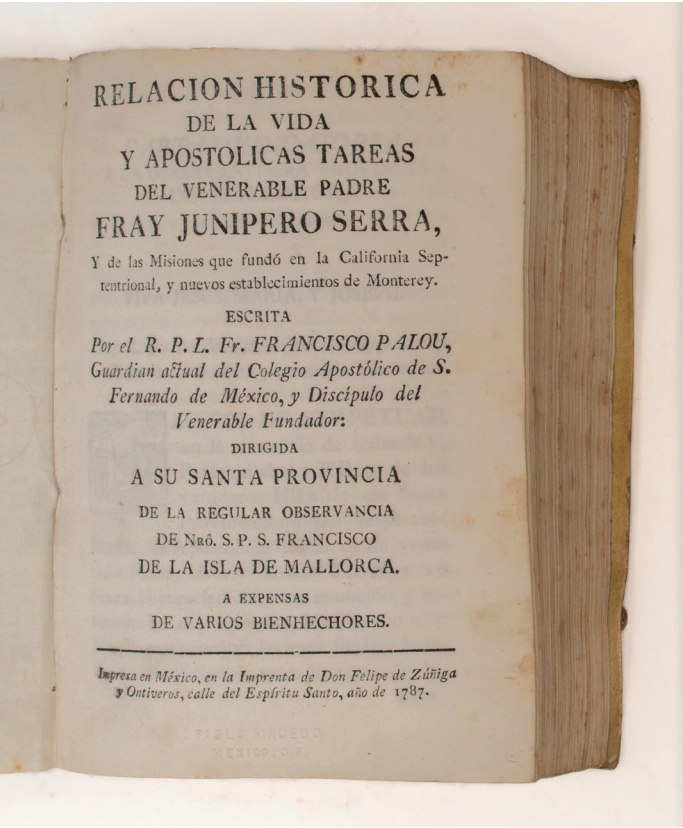 RELACION HISTORICA
DE LA VIDA
Y APOSTOLICAS TAREAS
DEL VENERABLE PADRE
FRAY JUNIPERO SERRA,
Y de las Misiones que fundó en la California Sep-
tentrional, y nuevos establecimientos de Monterey.
ESCRITA
Por el R. P. L. Fr. FRANCISCO PALOU,
Guardian actual del Colegio Apostólico de S.
Fernando de México, y Discípulo del
Venerable Fundador:
DIRIGIDA
A SU SANTA PROVINCIA
DE LA REGULAR OBSERVANCIA
DE NRÔ. S. P. S. FRANCISCO
DE LA ISLA DE MALLORCA.
A EXPENSAS
DE VARIOS BIENHECHORES.
Impresa en México, en la Imprenta de Don Felipe de Zúñiga
y Ontiveros, calle del Espíritu Santo, año de 1787.
MEXICO, D.F.